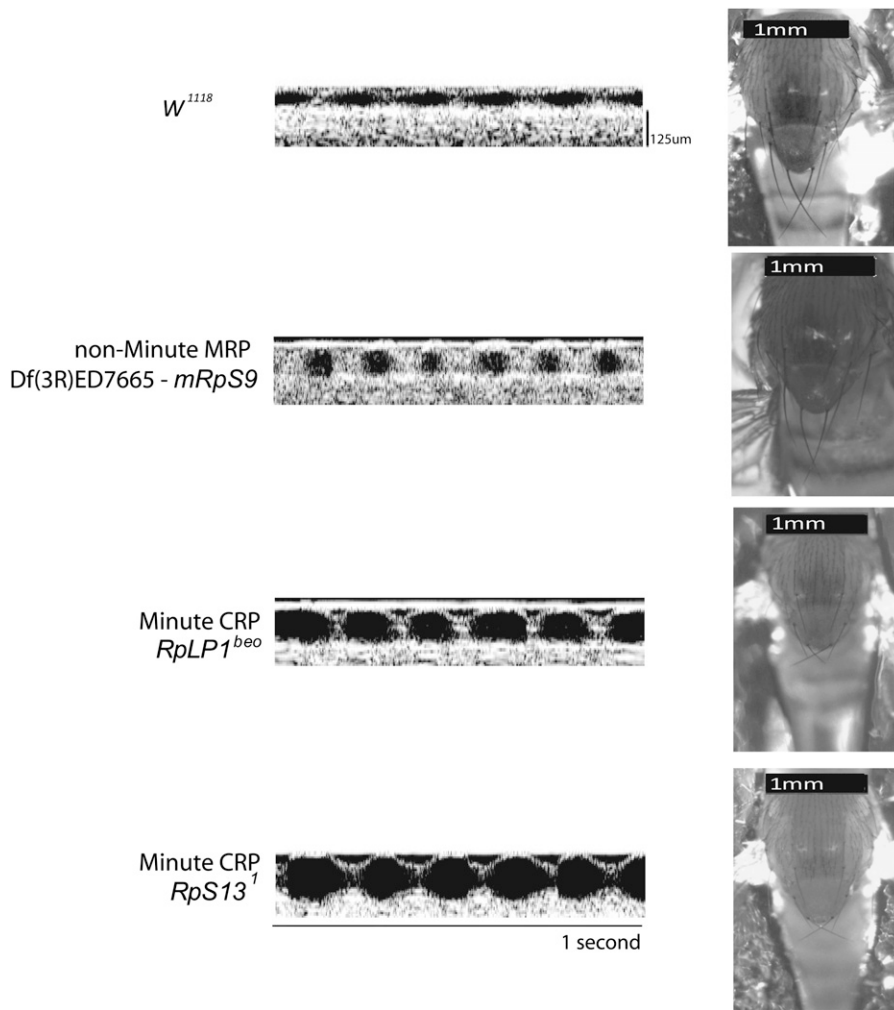 W1118
125um
1mm
non-Minute MRP
Df(3R)ED7665 - mRpS9
1mm
Minute CRP
RpLP1beo
1mm
Minute CRP
RpS131
1 second
1mm